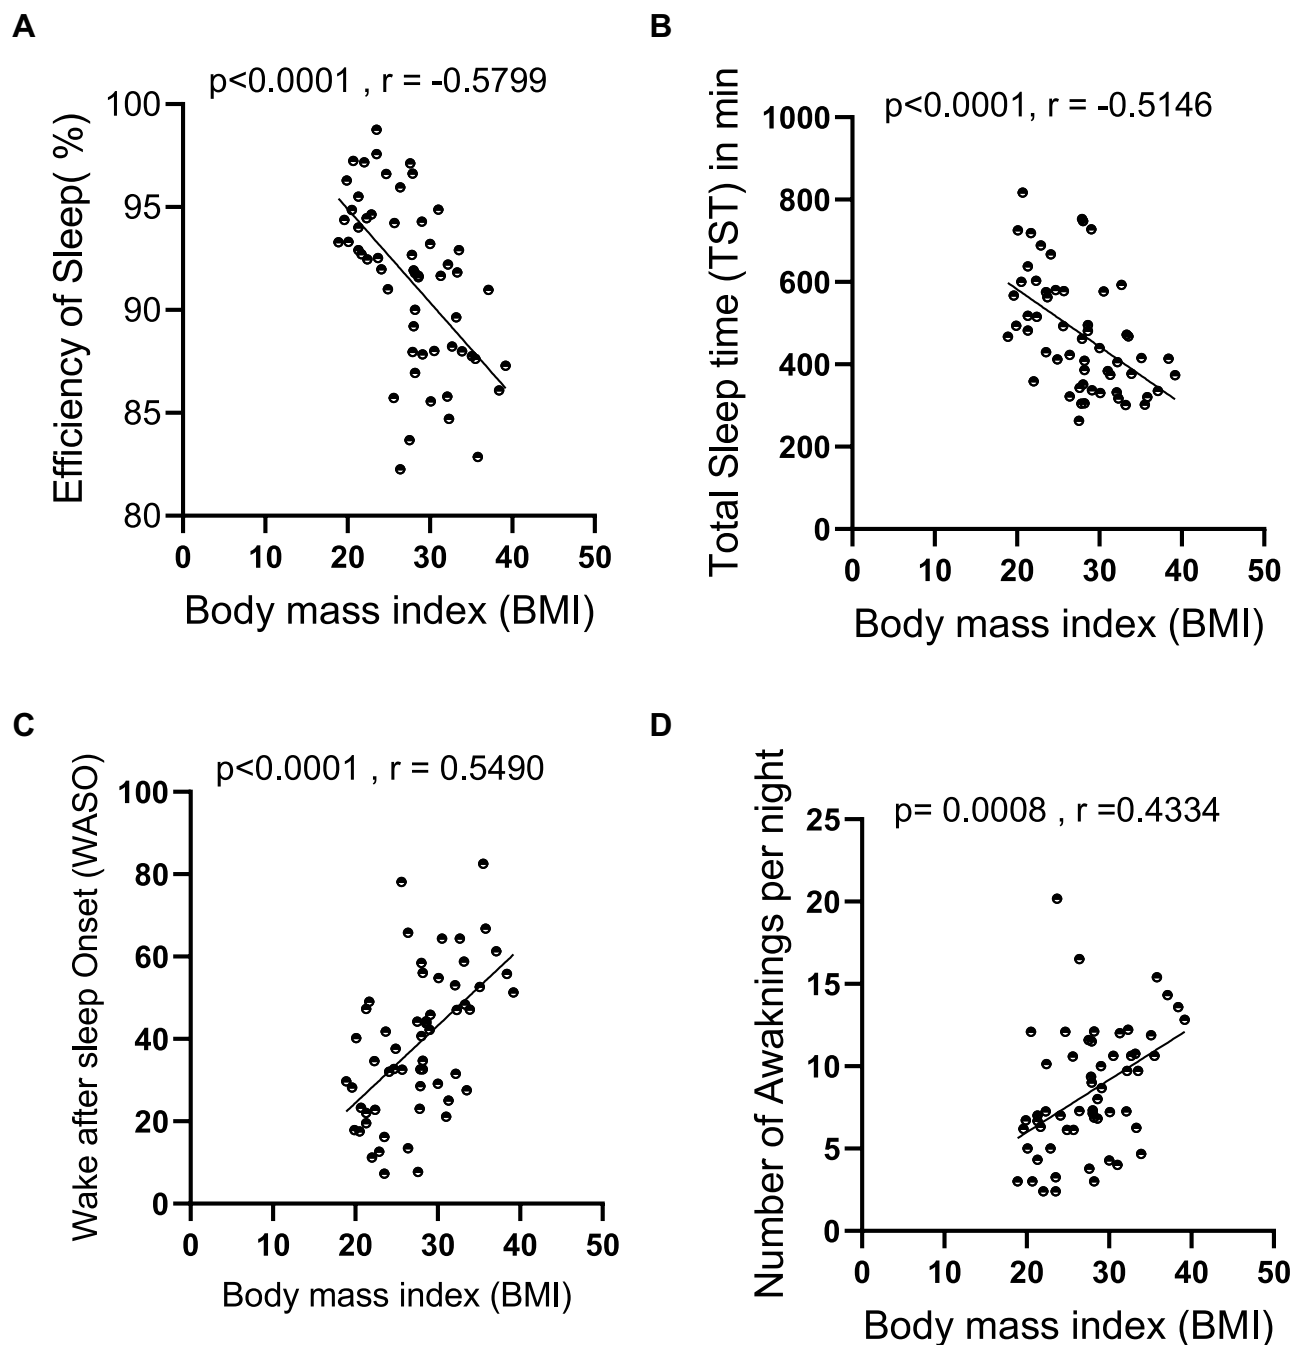 A
p<0.0001 , r = -0.5799
Efficiency of Sleep( %)
100
95
90
85
80
0 10 20 30 40 50
Body mass index (BMI)
B
p<0.0001, r = -0.5146
Total Sleep time (TST) in min
1000
800
600
400
200
0
0 10 20 30 40 50
Body mass index (BMI)
C
p<0.0001 , r = 0.5490
Wake after sleep Onset (WASO)
100
80
60
40
20
0
0 10 20 30 40 50
Body mass index (BMI)
D
p= 0.0008 , r =0.4334
Number of Awaknings per night
25
20
15
10
5
0
0 10 20 30 40 50
Body mass index (BMI)